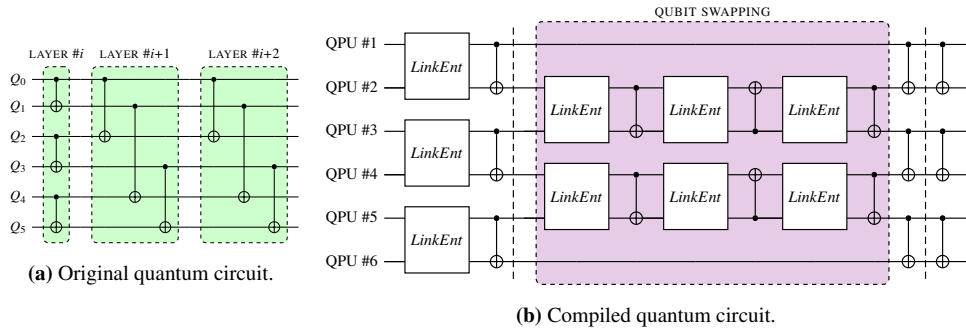 LAYER #i LAYER #i+1 LAYER #i+2
Q0
Q1
Q2
Q3
Q4
Q5
(a) Original quantum circuit.
QUBIT SWAPPING
QPU #1
QPU #2
QPU #3
QPU #4
QPU #5
QPU #6
LinkEnt
LinkEnt
LinkEnt
LinkEnt LinkEnt LinkEnt
LinkEnt LinkEnt LinkEnt
(b) Compiled quantum circuit.